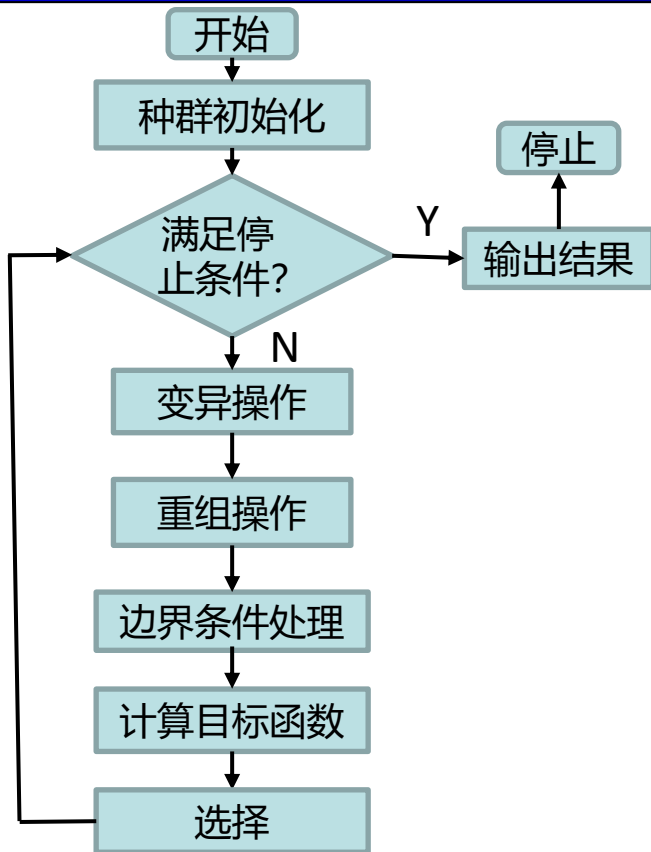 开始
种群初始化
满足停
止条件？
Y
输出结果
停止
N
变异操作
重组操作
边界条件处理
计算目标函数
选择